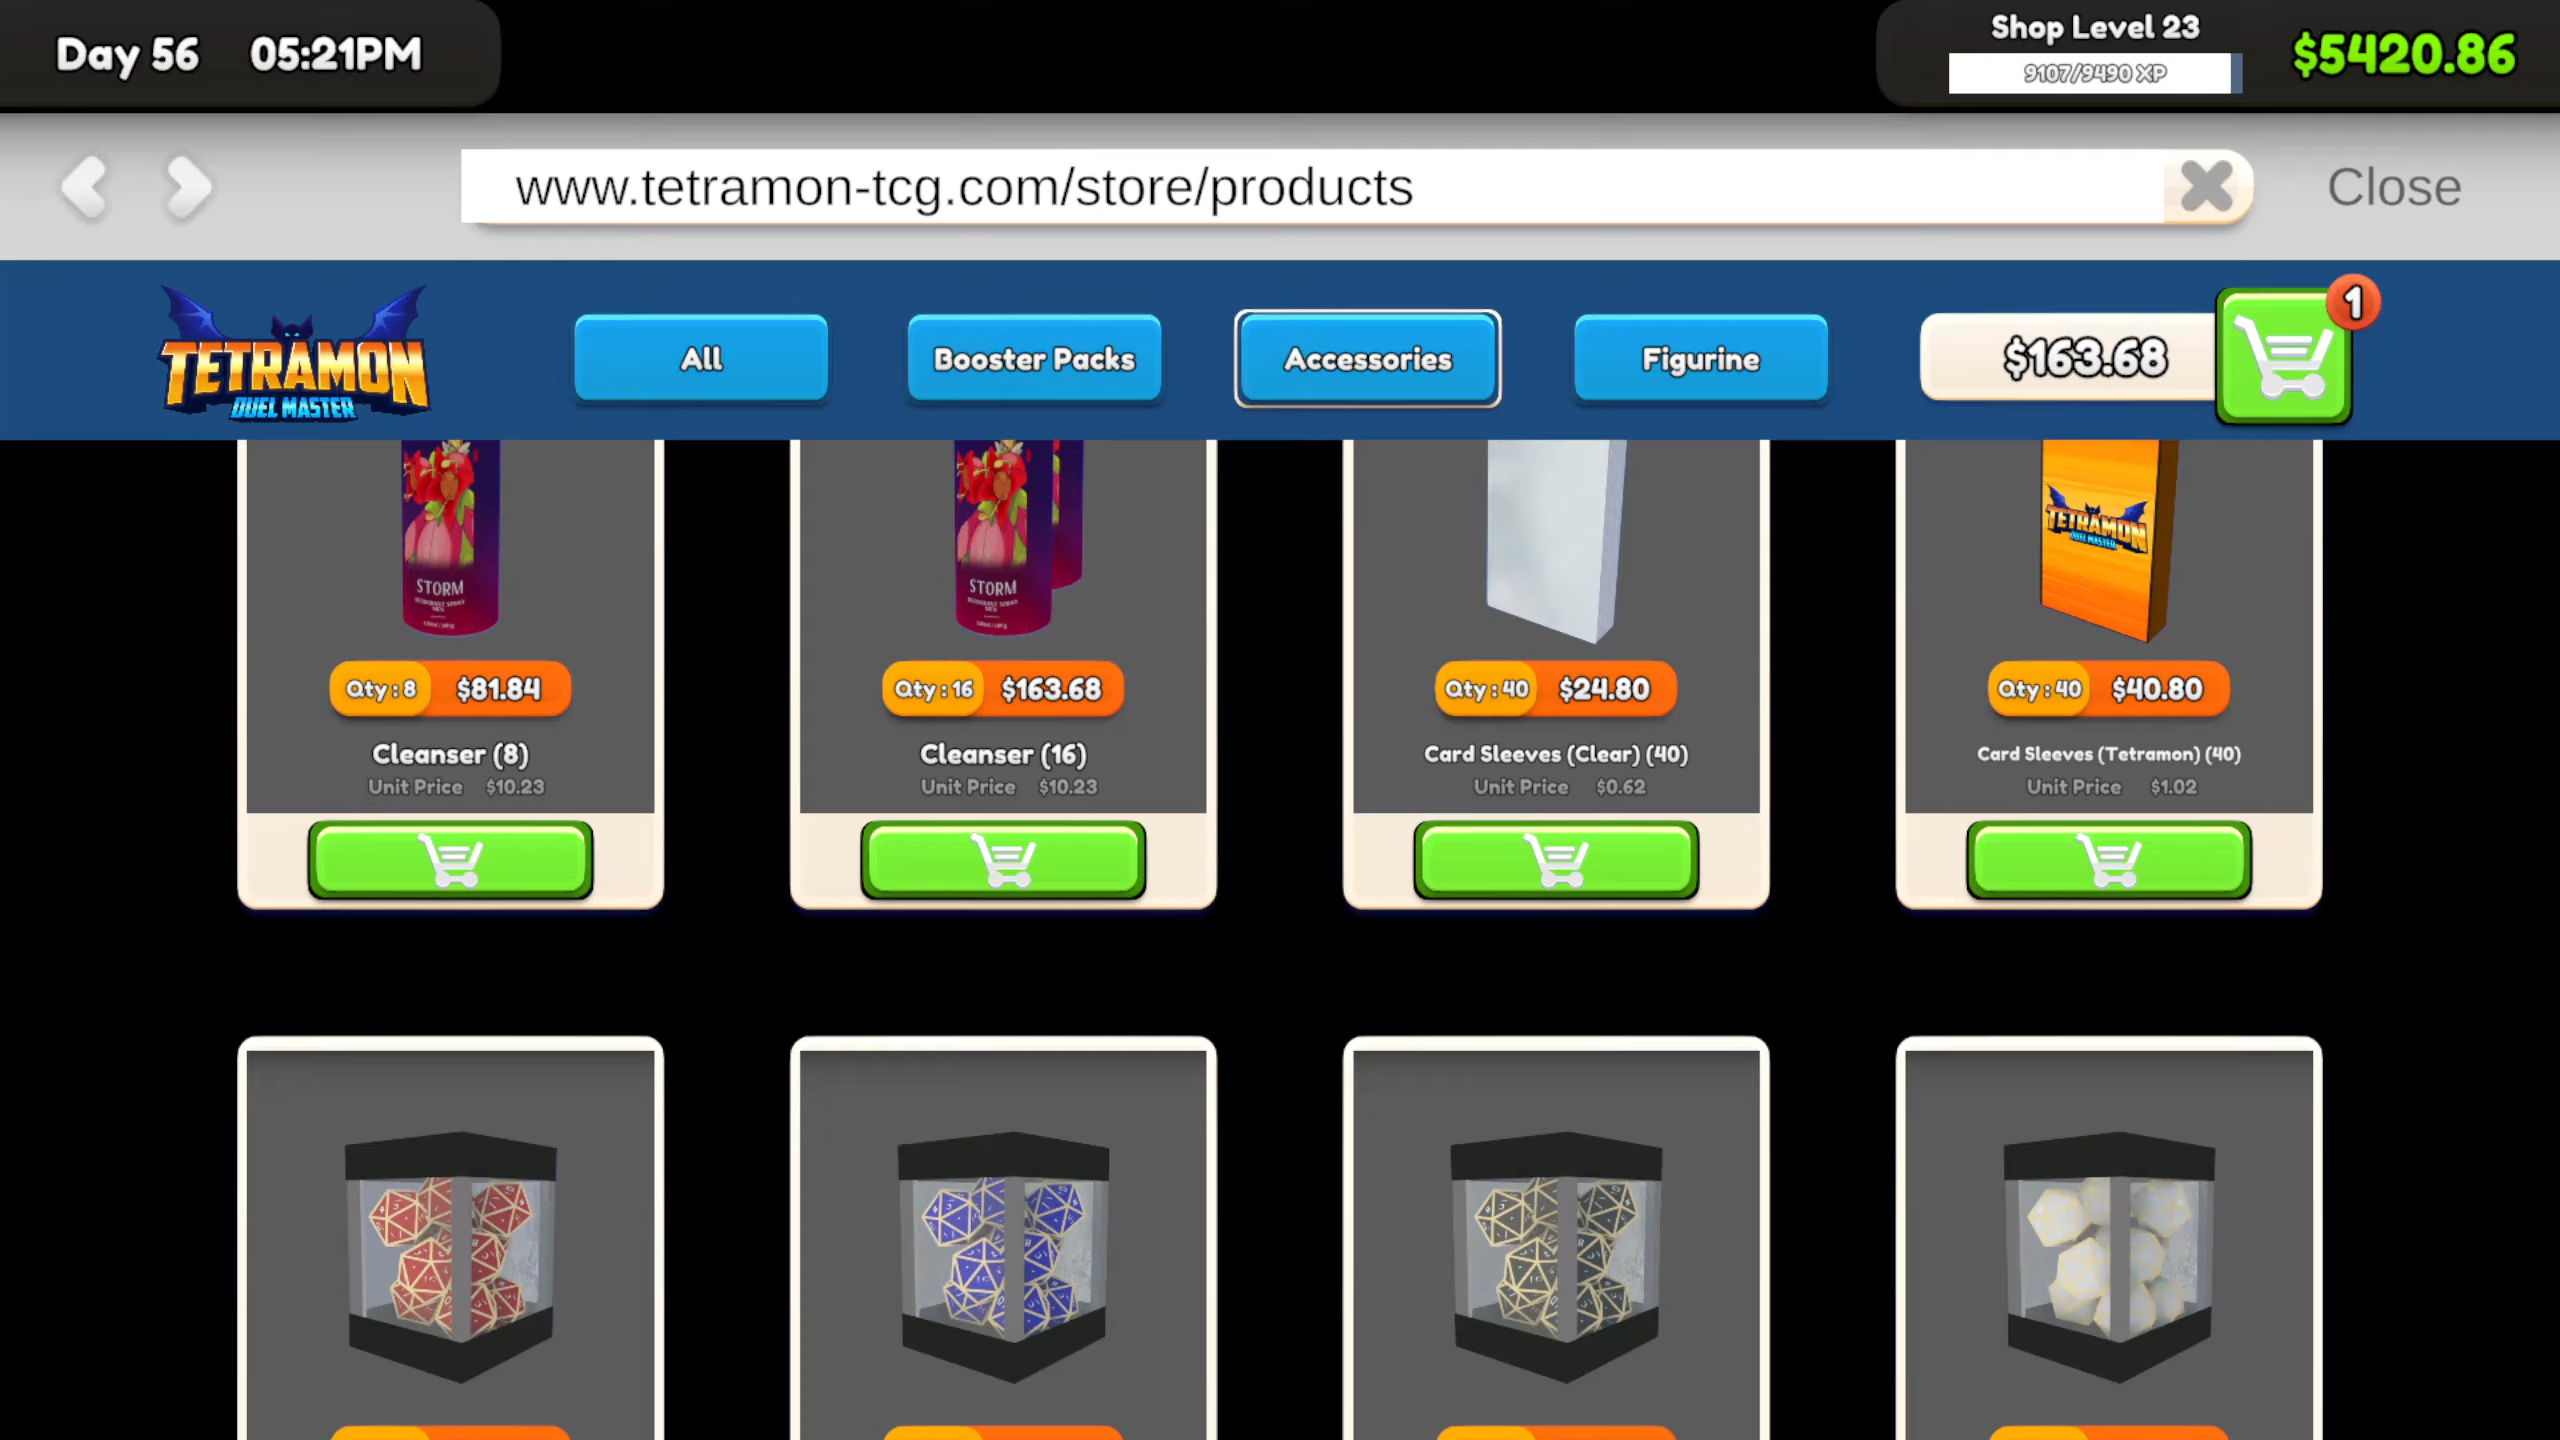 Day 56 05:21PM
Shop Level 23
9107/9490 XP
$5420.86
www.tetramon-tcg.com/store/products
Close
TETRAMON
DUEL MASTER
All
Booster Packs
Accessories
Figurine
$163.68
1
STORM
STORM
TETRAMON
DUEL MASTER
Qty : 8 $81.84
Cleanser (8)
Unit Price $10.23
Qty : 16 $163.68
Cleanser (16)
Unit Price $10.23
Qty : 40 $24.80
Card Sleeves (Clear) (40)
Unit Price $0.62
Qty : 40 $40.80
Card Sleeves (Tetramon) (40)
Unit Price $1.02